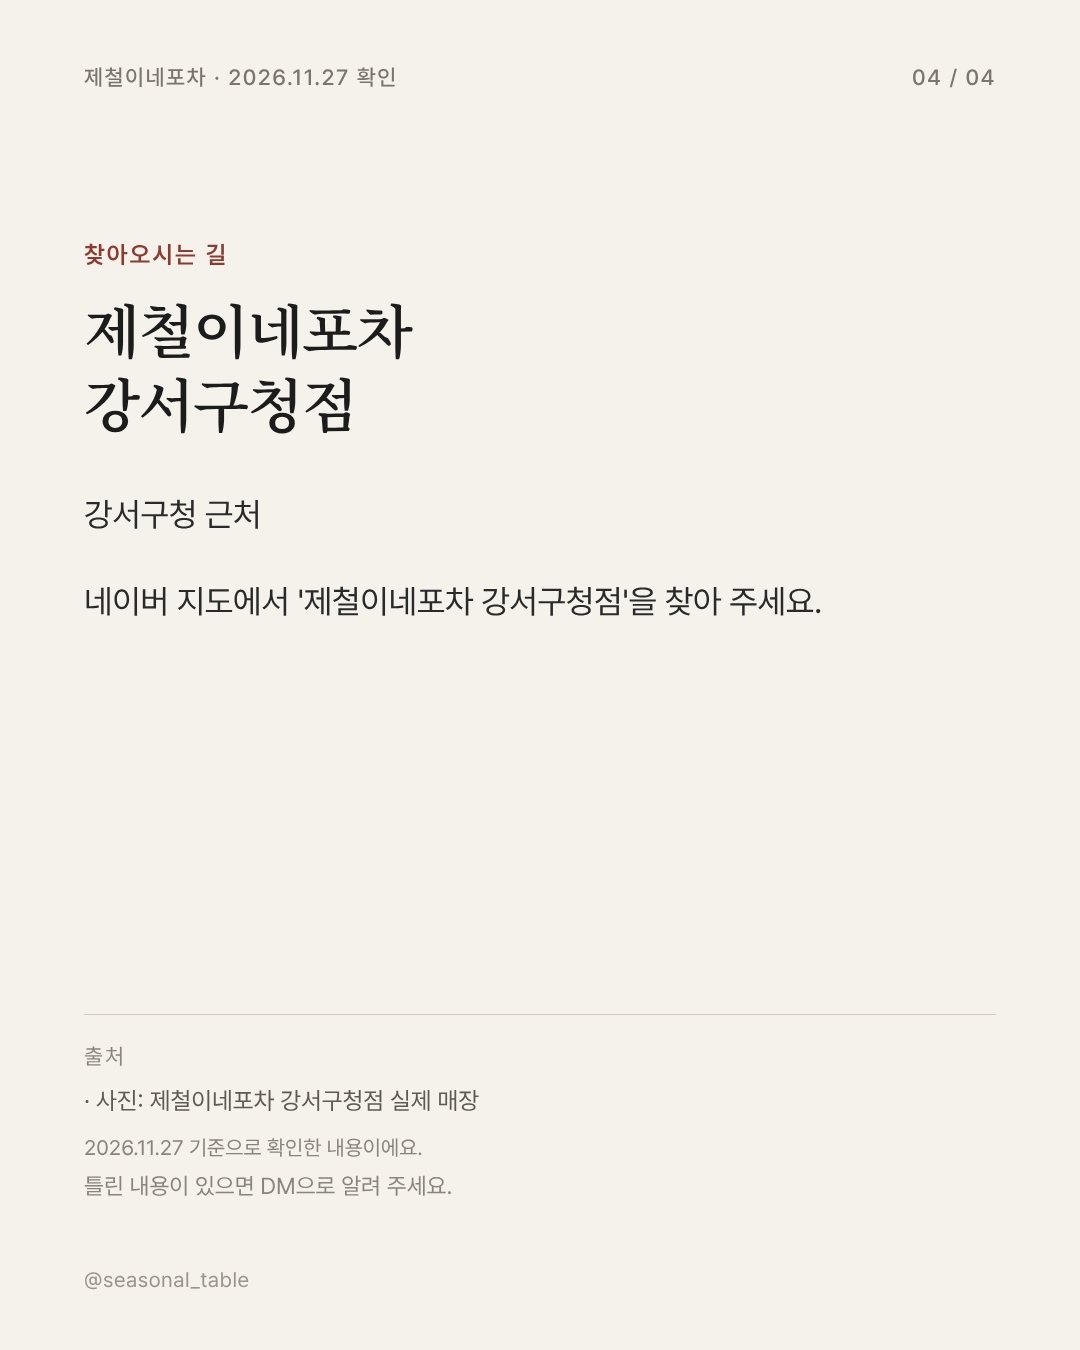 제철이네포차 · 2026.11.27 확인
04 / 04
찾아오시는 길
제철이네포차
강서구청점
강서구청 근처
네이버 지도에서 '제철이네포차 강서구청점'을 찾아 주세요.
출처
· 사진: 제철이네포차 강서구청점 실제 매장
2026.11.27 기준으로 확인한 내용이에요.
틀린 내용이 있으면 DM으로 알려 주세요.
@seasonal_table